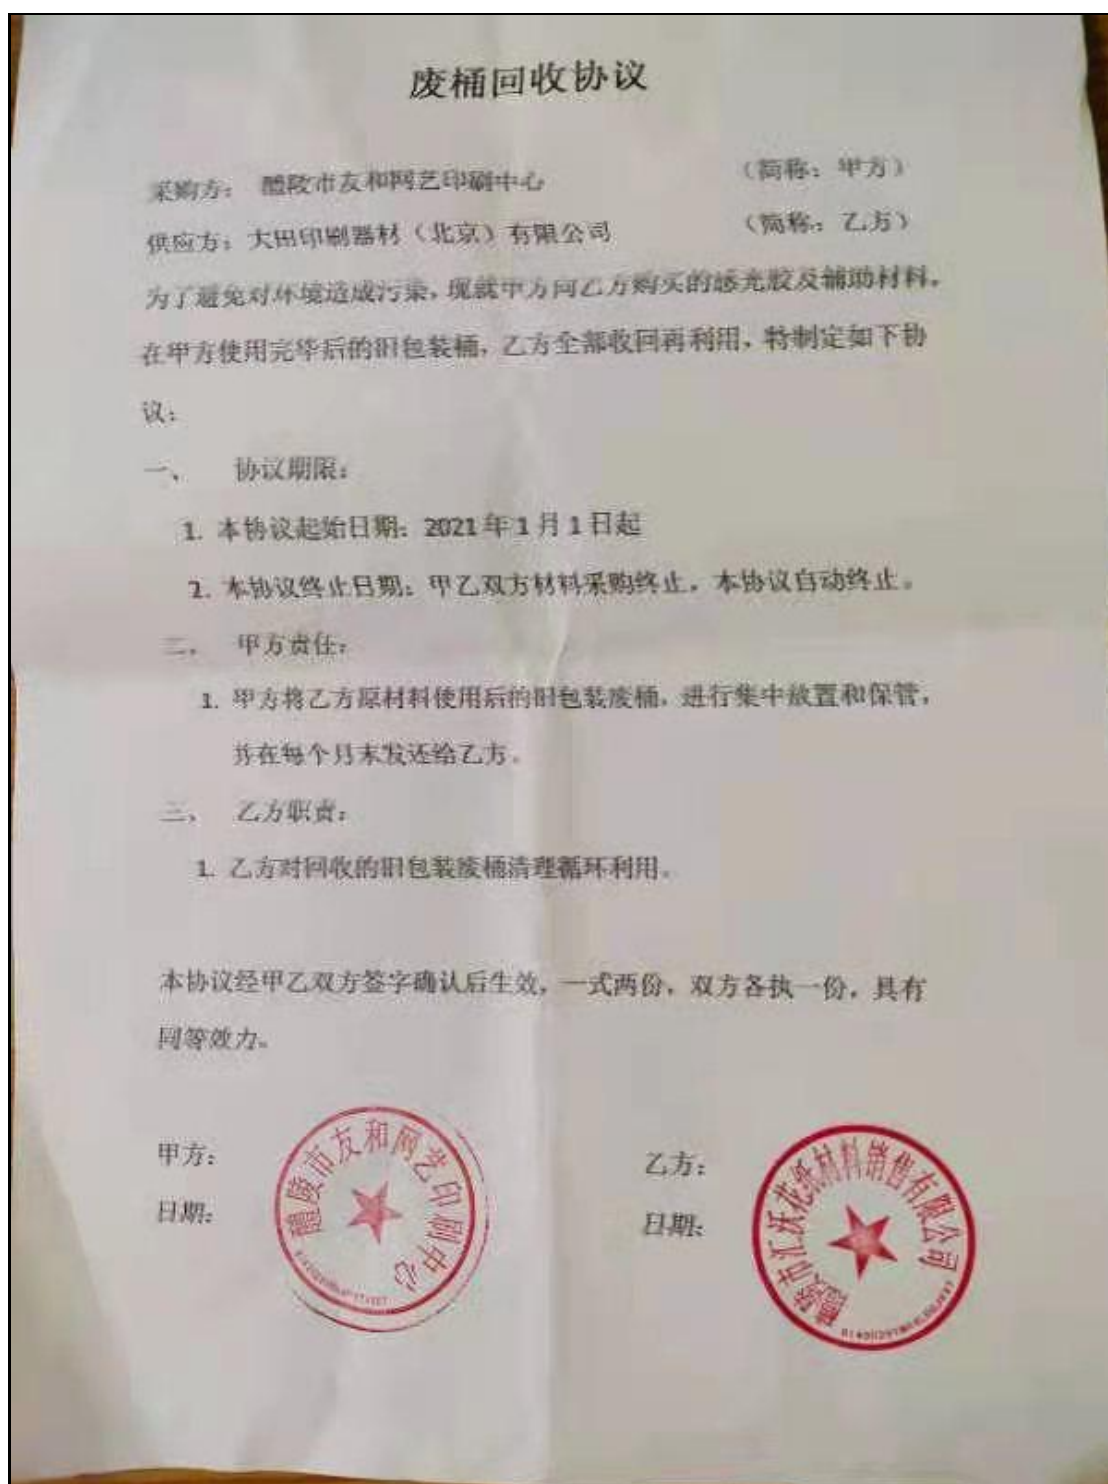 废桶回收协议
采购方：醴陵市友和网艺印刷中心 （简称：甲方）
供应方：大田印刷器材（北京）有限公司 （简称：乙方）
为了避免对环境造成污染，现就甲方向乙方购买的感光胶及辅助材料，
在甲方使用完毕后的旧包装桶，乙方全部收回再利用，特制定如下协
议：
一、 协议期限：
1. 本协议起始日期：2021年1月1日起
2. 本协议终止日期：甲乙双方材料采购终止，本协议自动终止。
二、 甲方责任：
1. 甲方将乙方原材料使用后的旧包装废桶，进行集中放置和保管，
并在每个月末发还给乙方。
三、 乙方职责：
1. 乙方对回收的旧包装废桶清理循环利用。
本协议经甲乙双方签字确认后生效，一式两份，双方各执一份，具有
同等效力。
甲方：
日期：
醴陵市友和网艺印刷中心
乙方：
日期：
醴陵市汇沃花纸材料销售有限公司